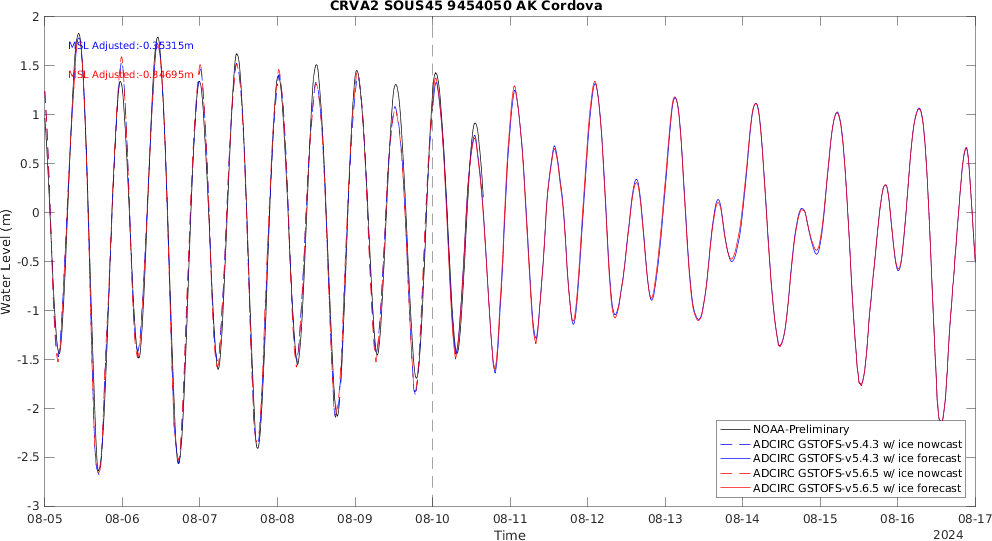 CRVA2 SOUS45 9454050 AK Cordova
MSL Adjusted:-0.35315m
MSL Adjusted:-0.34695m
Water Level (m)
2
1.5
1
0.5
0
-0.5
-1
-1.5
-2
-2.5
-3
NOAA-Preliminary
ADCIRC GSTOFS-v5.4.3 w/ ice nowcast
ADCIRC GSTOFS-v5.4.3 w/ ice forecast
ADCIRC GSTOFS-v5.6.5 w/ ice nowcast
ADCIRC GSTOFS-v5.6.5 w/ ice forecast
08-05 08-06 08-07 08-08 08-09 08-10 08-11 08-12 08-13 08-14 08-15 08-16 08-17
Time
2024